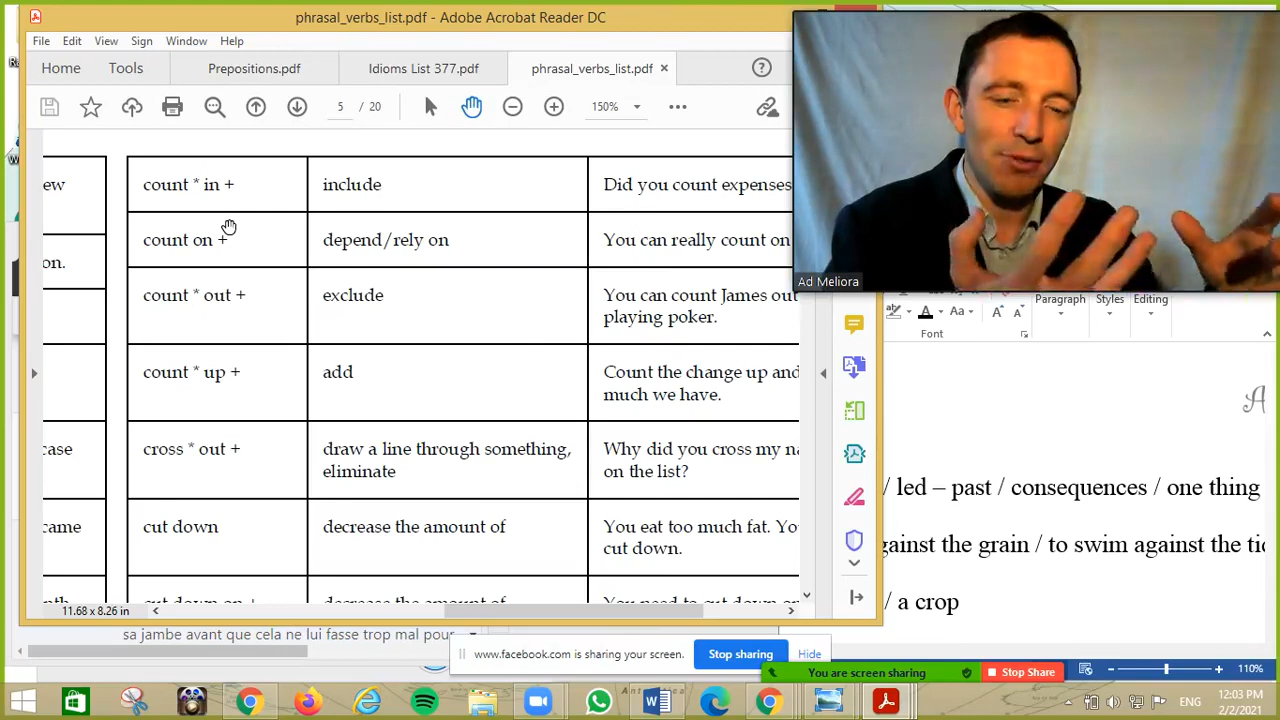 phrasal_verbs_list.pdf - Adobe Acrobat Reader DC
File Edit View Sign Window Help
Home Tools Prepositions.pdf Idioms List 377.pdf phrasal_verbs_list.pdf ×
5 / 20 150%
ew
on.
case
came
count * in + include Did you count expenses
count on + depend/rely on You can really count on
count * out + exclude You can count James out
playing poker.
count * up + add Count the change up and
much we have.
cross * out + draw a line through something, Why did you cross my na
eliminate on the list?
cut down decrease the amount of You eat too much fat. Yo
cut down.
11.68 x 8.26 in
Ad Meliora
Paragraph Styles Editing
Aa
Font
/ led – past / consequences / one thing
gainst the grain / to swim against the tid
/ a crop
sa jambe avant que cela ne lui fasse trop mal pour
www.facebook.com is sharing your screen. Stop sharing Hide
You are screen sharing Stop Share
110%
ENG
12:03 PM
2/2/2021